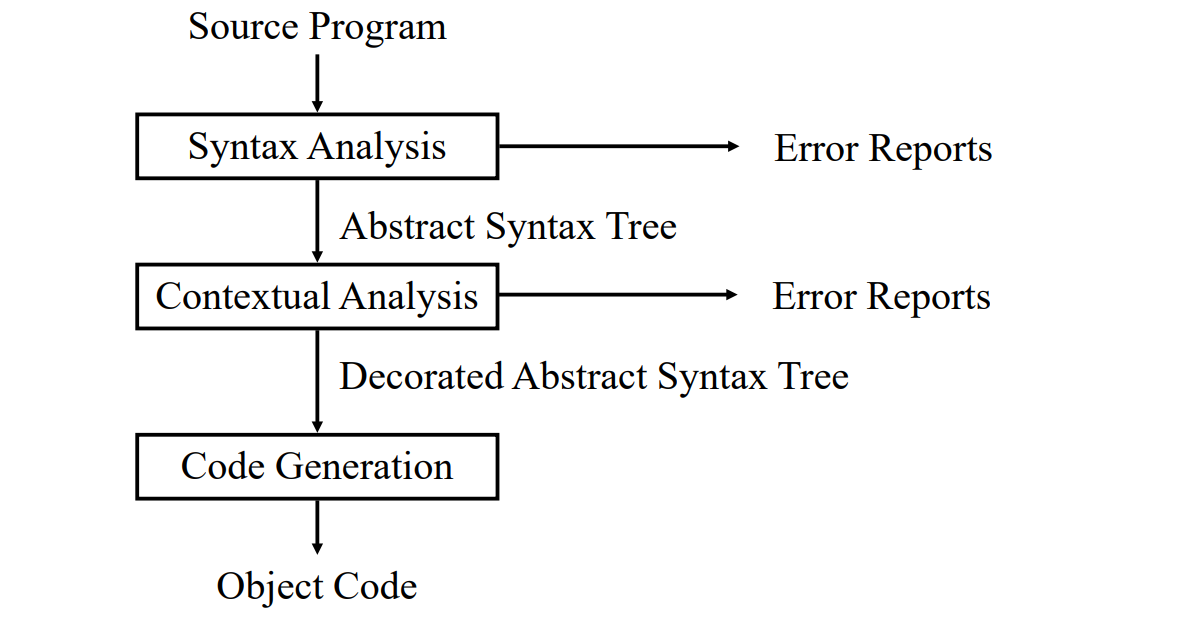 Source Program
Syntax Analysis
Error Reports
Abstract Syntax Tree
Contextual Analysis
Error Reports
Decorated Abstract Syntax Tree
Code Generation
Object Code